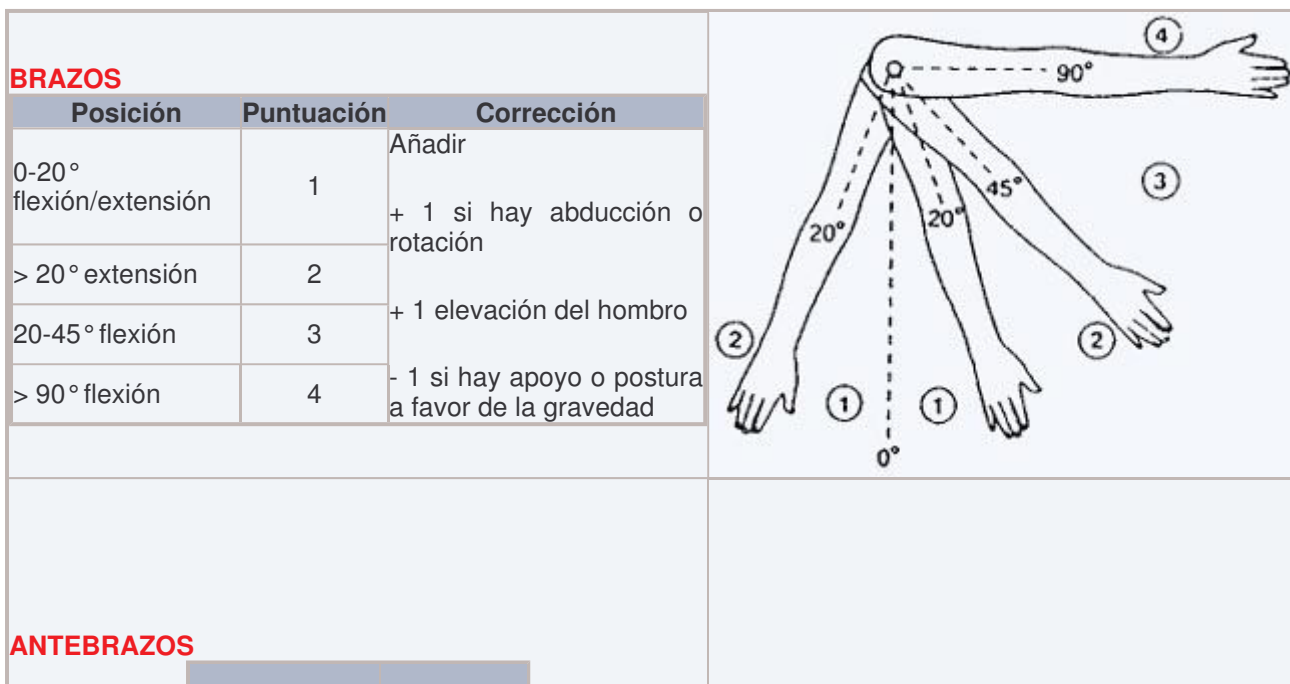 BRAZOS
Posición Puntuación Corrección
0-20°
flexión/extensión
1
> 20° extensión
2
20-45° flexión
3
> 90° flexión
4
Añadir
+ 1 si hay abducción o
rotación
+ 1 elevación del hombro
- 1 si hay apoyo o postura
a favor de la gravedad
4
90°
3
45°
20°
20°
2
2
1
1
0°
ANTEBRAZOS